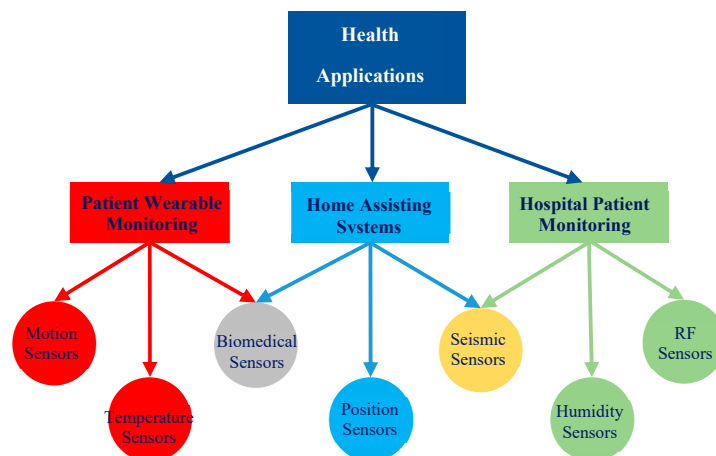 Health
Applications
Patient Wearable
Monitoring
Home Assisting
Systems
Hospital Patient
Monitoring
Motion
Sensors
Biomedical
Sensors
Seismic
Sensors
RF
Sensors
Temperature
Sensors
Position
Sensors
Humidity
Sensors